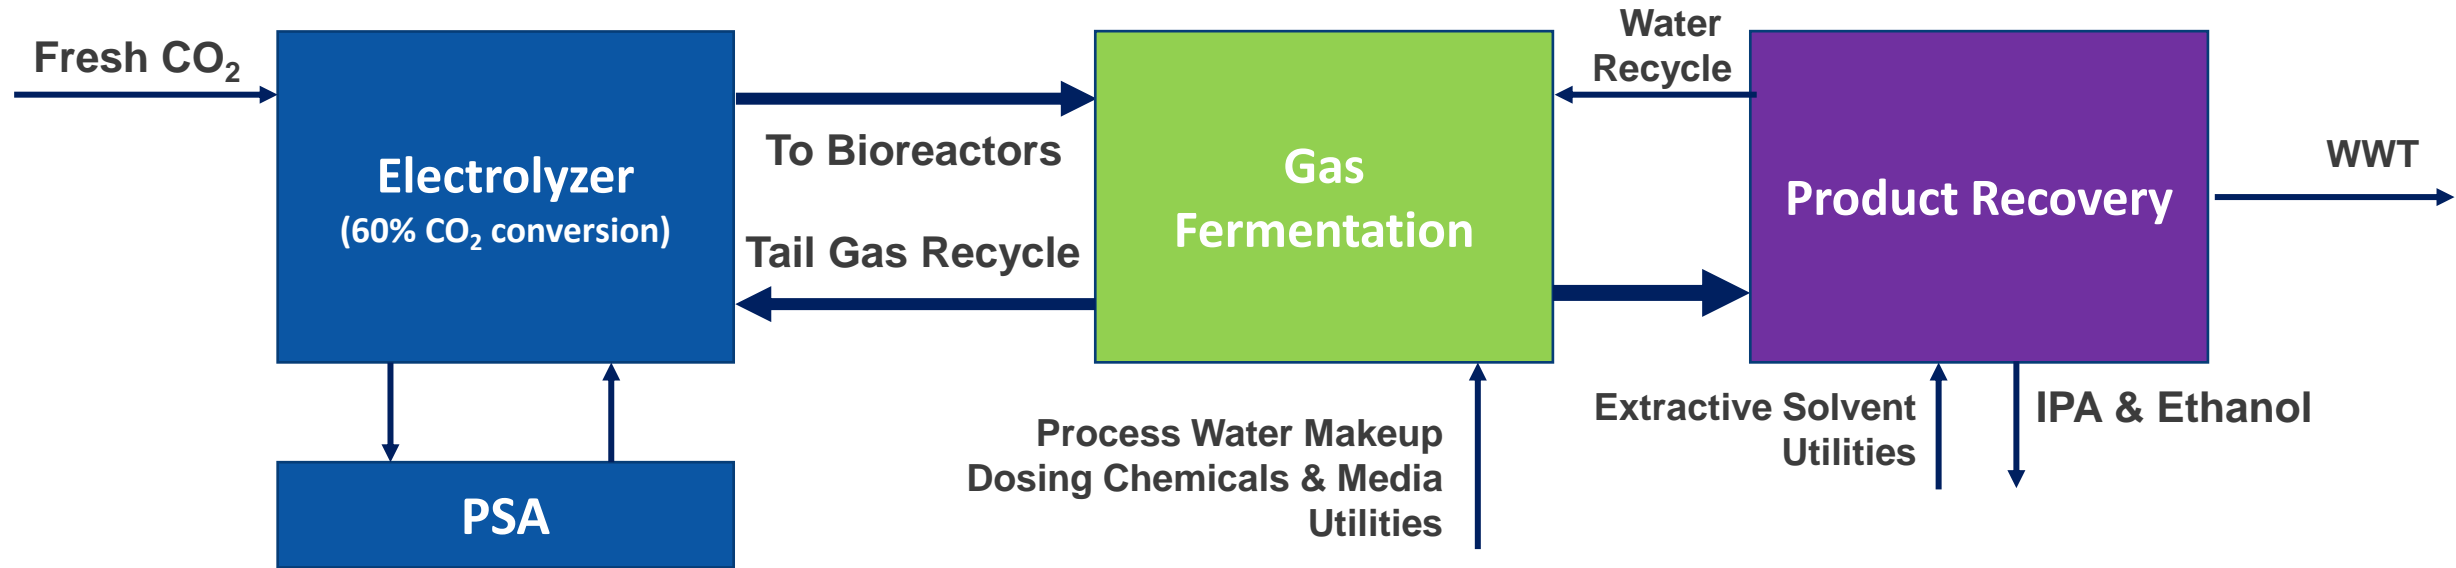 Fresh CO₂
Electrolyzer
(60% CO₂ conversion)
PSA
To Bioreactors
Tail Gas Recycle
Gas
Fermentation
Process Water Makeup
Dosing Chemicals & Media
Utilities
Water
Recycle
Product Recovery
Extractive Solvent
Utilities
IPA & Ethanol
WWT